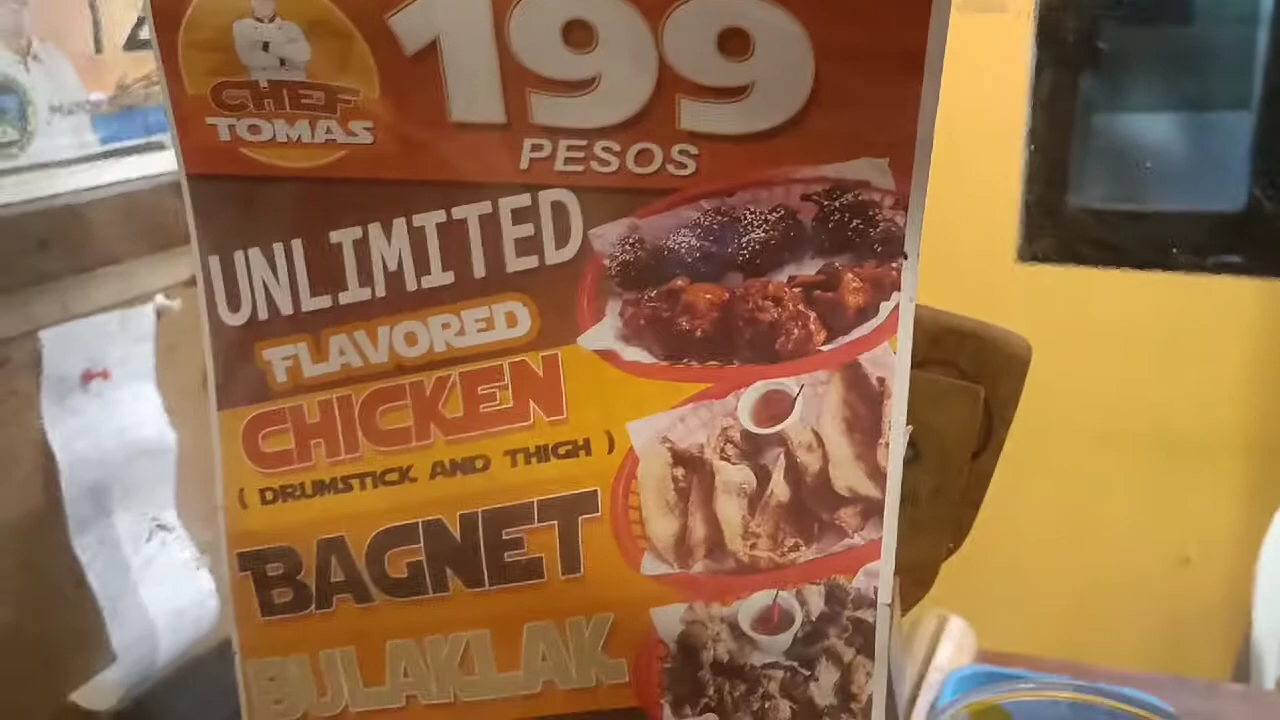 CHEF
TOMAS
199
PESOS
UNLIMITED
FLAVORED
CHICKEN
( DRUMSTICK AND THIGH )
BAGNET
BULAKLAK